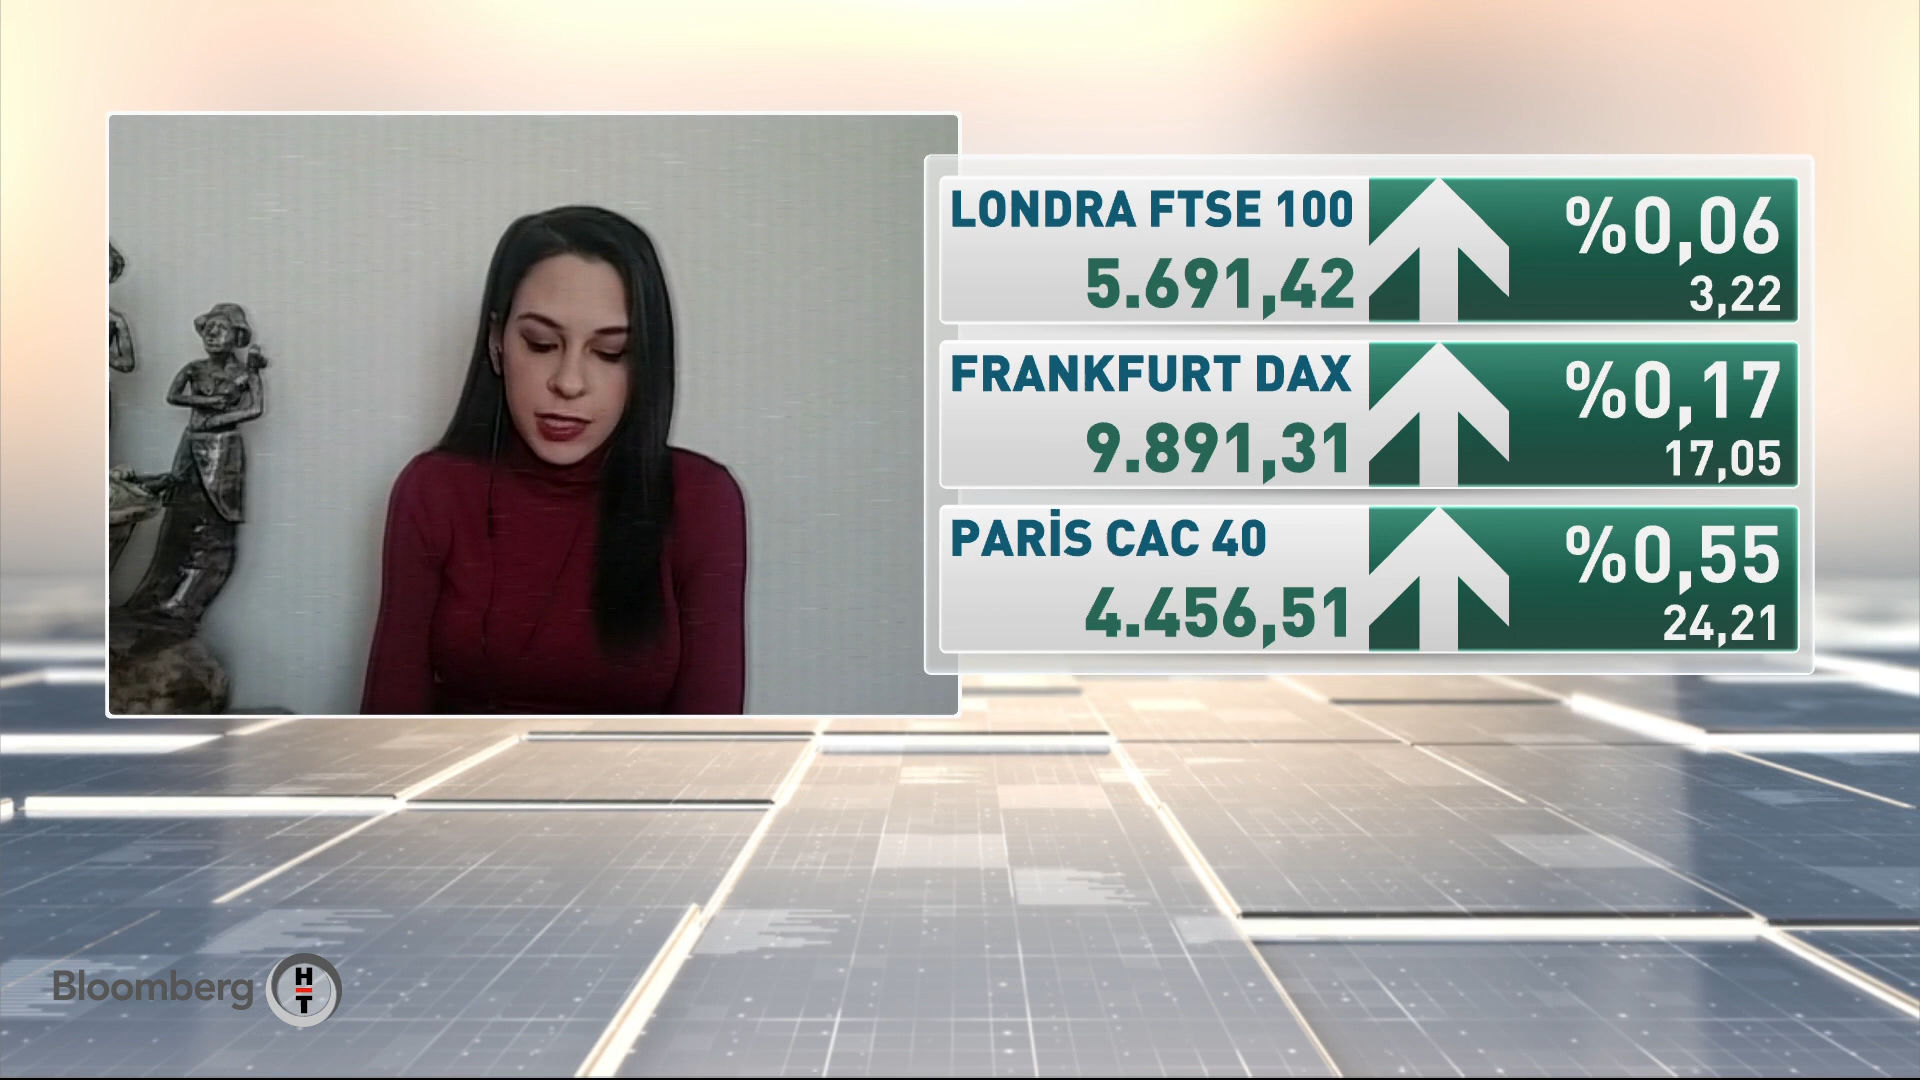 LONDRA FTSE 100
5.691,42
%0,06
3,22
FRANKFURT DAX
9.891,31
%0,17
17,05
PARİS CAC 40
4.456,51
%0,55
24,21
Bloomberg HT